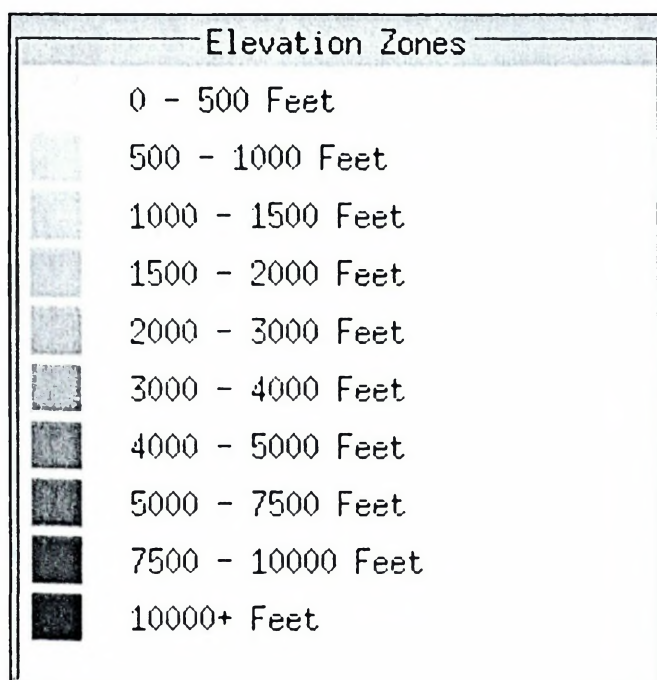 Elevation Zones
0 - 500 Feet
500 - 1000 Feet
1000 - 1500 Feet
1500 - 2000 Feet
2000 - 3000 Feet
3000 - 4000 Feet
4000 - 5000 Feet
5000 - 7500 Feet
7500 - 10000 Feet
10000+ Feet